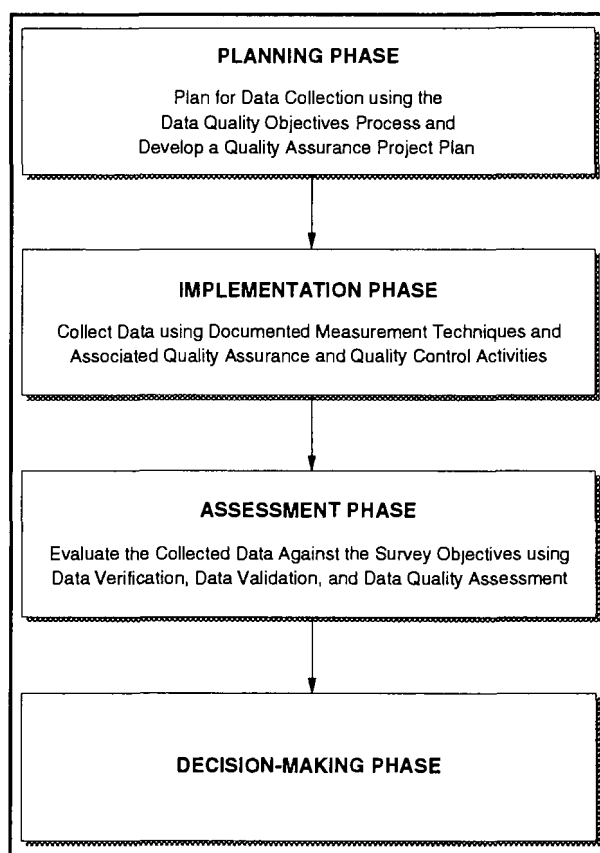 PLANNING PHASE
Plan for Data Collection using the
Data Quality Objectives Process and
Develop a Quality Assurance Project Plan
IMPLEMENTATION PHASE
Collect Data using Documented Measurement Techniques and
Associated Quality Assurance and Quality Control Activities
ASSESSMENT PHASE
Evaluate the Collected Data Against the Survey Objectives using
Data Verification, Data Validation, and Data Quality Assessment
DECISION-MAKING PHASE